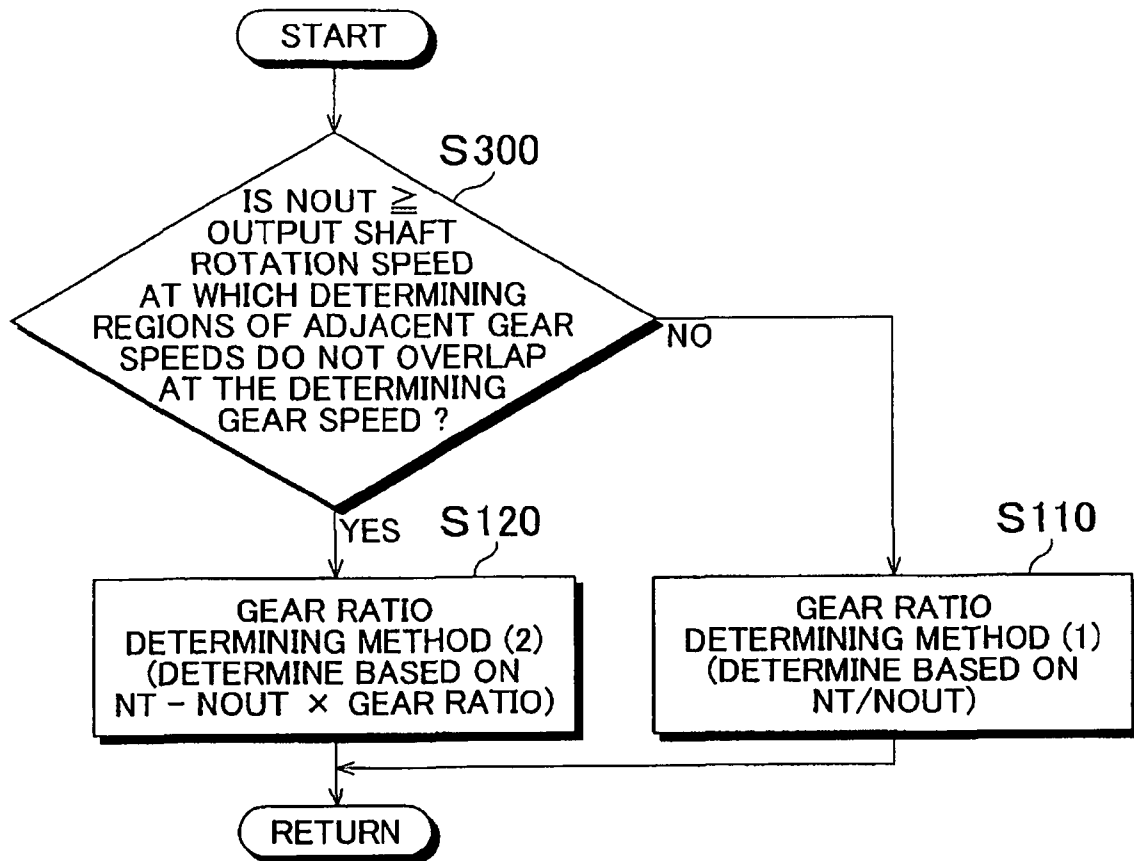 START
S300
IS NOUT ≧
OUTPUT SHAFT
ROTATION SPEED
AT WHICH DETERMINING
REGIONS OF ADJACENT GEAR
SPEEDS DO NOT OVERLAP
AT THE DETERMINING
GEAR SPEED ?
NO
YES
S120
GEAR RATIO
DETERMINING METHOD (2)
(DETERMINE BASED ON
NT - NOUT × GEAR RATIO)
S110
GEAR RATIO
DETERMINING METHOD (1)
(DETERMINE BASED ON
NT/NOUT)
RETURN